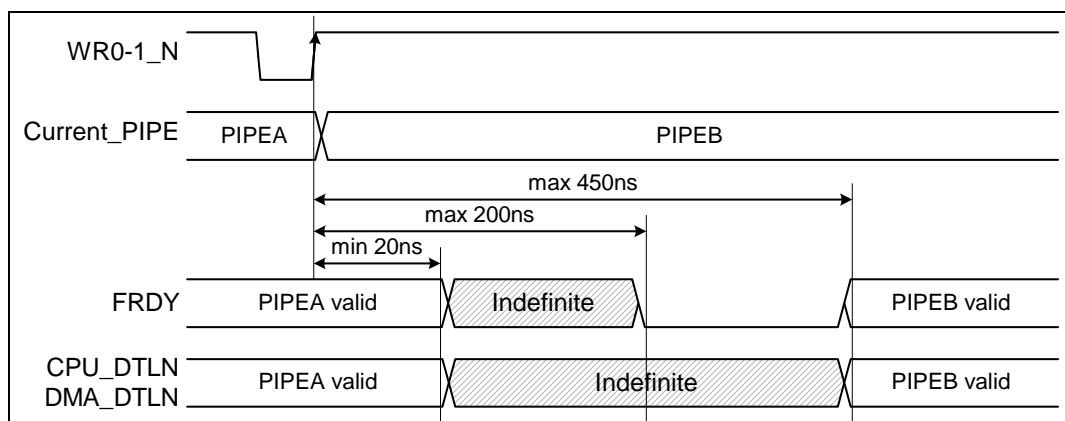 WR0-1_N
Current_PIPE PIPEA PIPEB
max 450ns
max 200ns
min 20ns
FRDY PIPEA valid Indefinite PIPEB valid
CPU_DTLN
DMA_DTLN PIPEA valid Indefinite PIPEB valid